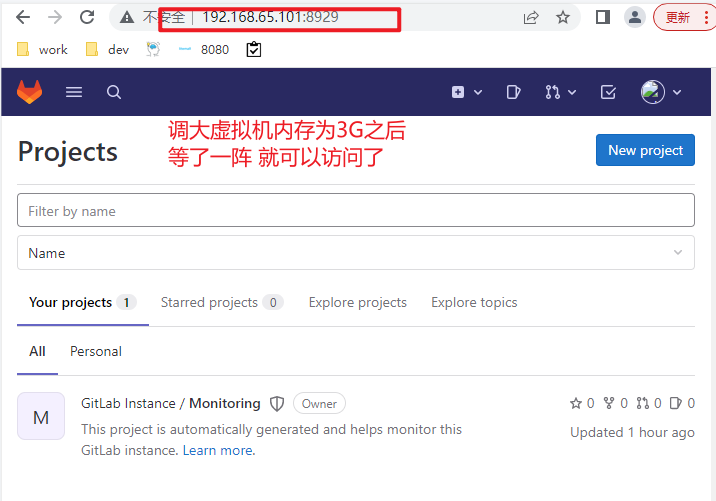 不安全 192.168.65.101:8929
更新
work dev 8080
调大虚拟机内存为3G之后
等了一阵 就可以访问了
Projects
New project
Filter by name
Name
Your projects 1 Starred projects 0 Explore projects Explore topics
All Personal
M
GitLab Instance / Monitoring Owner
0 0 0 0
This project is automatically generated and helps monitor this
GitLab instance. Learn more.
Updated 1 hour ago